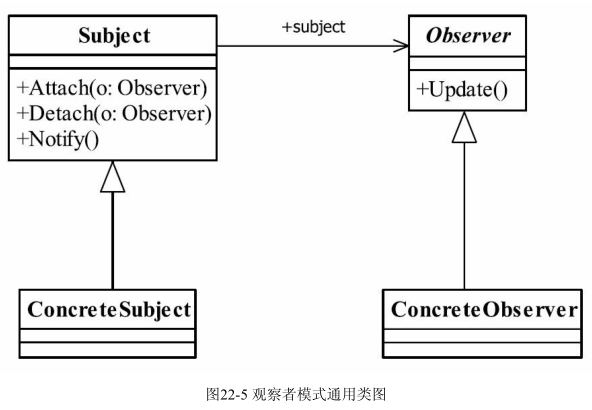 Subject
+Attach(o: Observer)
+Detach(o: Observer)
+Notify()
+subject
Observer
+Update()
ConcreteSubject
ConcreteObserver
图22-5 观察者模式通用类图